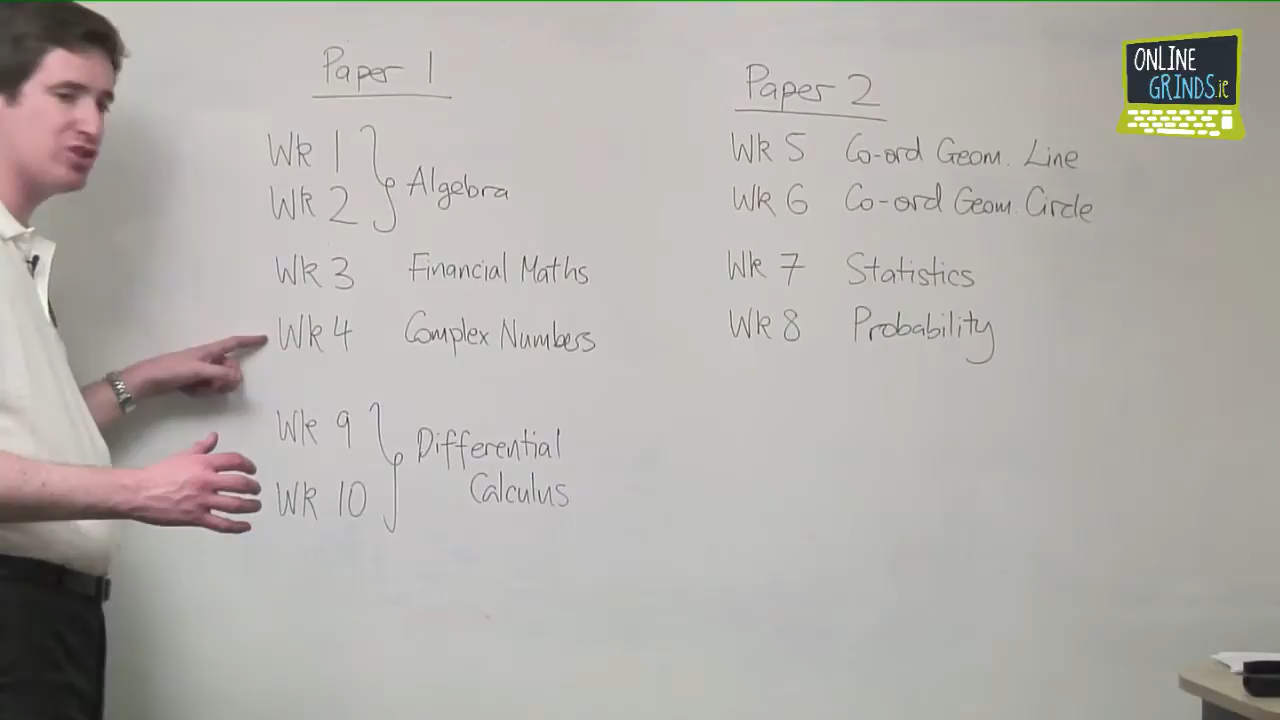 Paper 1
Wk 1
Wk 2
Algebra
Wk 3 Financial Maths
Wk 4 Complex Numbers
Wk 9
Wk 10
Differential
Calculus
Paper 2
Wk 5 Co-ord Geom. Line
Wk 6 Co-ord Geom. Circle
Wk 7 Statistics
Wk 8 Probability
ONLINE
GRINDS.ie